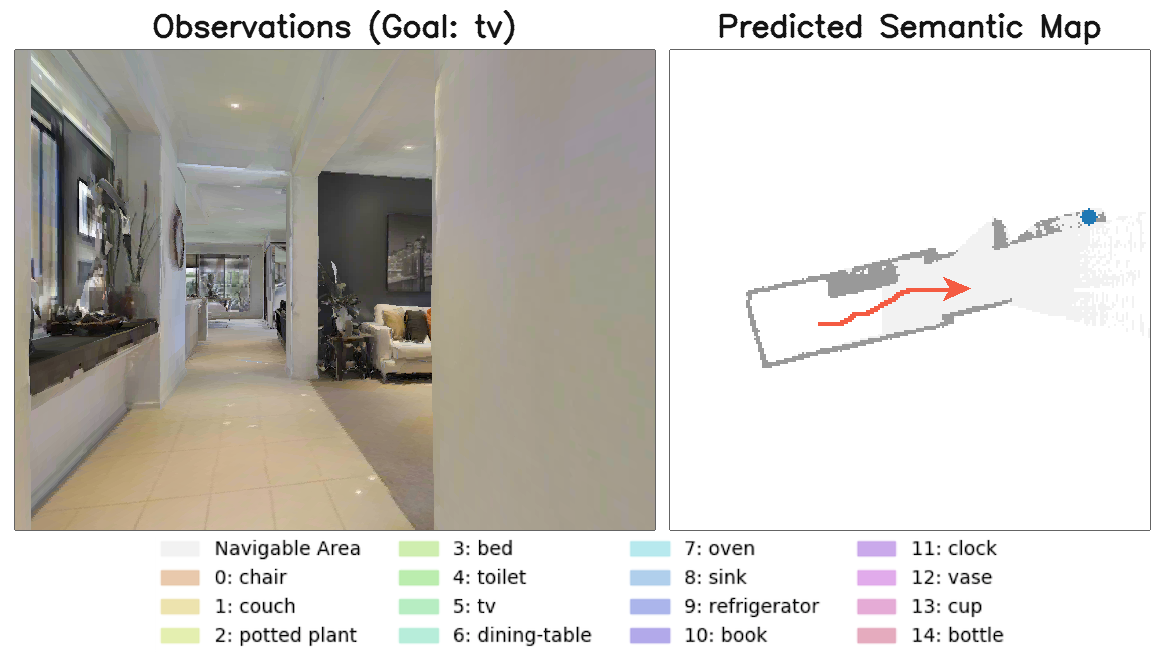 Observations (Goal: tv)
Predicted Semantic Map
Navigable Area
0: chair
1: couch
2: potted plant
3: bed
4: toilet
5: tv
6: dining-table
7: oven
8: sink
9: refrigerator
10: book
11: clock
12: vase
13: cup
14: bottle